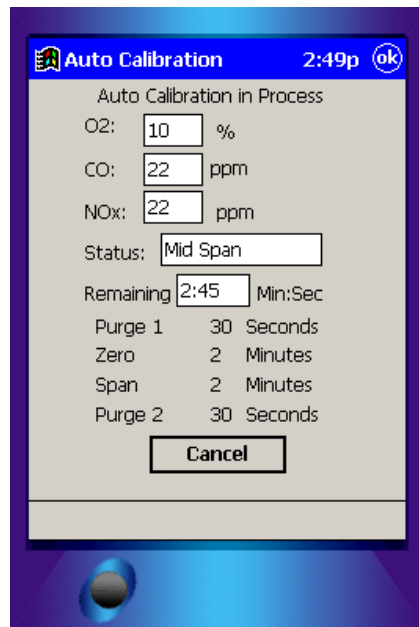 Auto Calibration 2:49p ok
Auto Calibration in Process
O2: 10 %
CO: 22 ppm
NOx: 22 ppm
Status: Mid Span
Remaining 2:45 Min:Sec
Purge 1 30 Seconds
Zero 2 Minutes
Span 2 Minutes
Purge 2 30 Seconds
Cancel